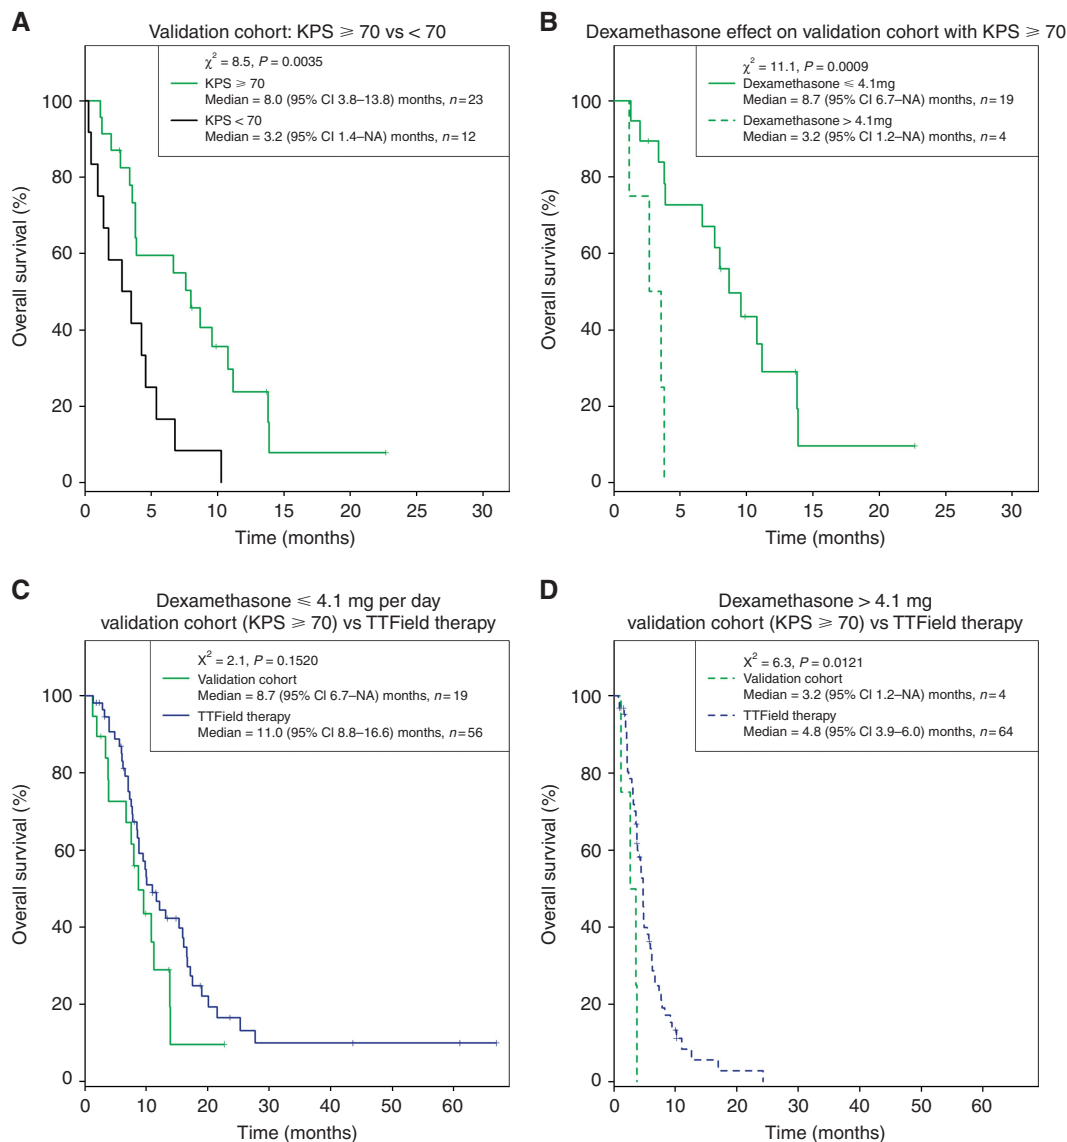 A
Validation cohort: KPS ⩾ 70 vs < 70
χ² = 8.5, P = 0.0035
KPS ⩾ 70
Median = 8.0 (95% CI 3.8–13.8) months, n = 23
KPS < 70
Median = 3.2 (95% CI 1.4–NA) months, n = 12
Overall survival (%)
100
80
60
40
20
0
0 5 10 15 20 25 30
Time (months)
B
Dexamethasone effect on validation cohort with KPS ⩾ 70
χ² = 11.1, P = 0.0009
Dexamethasone ⩽ 4.1mg
Median = 8.7 (95% CI 6.7–NA) months, n = 19
Dexamethasone > 4.1mg
Median = 3.2 (95% CI 1.2–NA) months, n = 4
Overall survival (%)
100
80
60
40
20
0
0 5 10 15 20 25 30
Time (months)
C
Dexamethasone ⩽ 4.1 mg per day
validation cohort (KPS ⩾ 70) vs TTField therapy
X² = 2.1, P = 0.1520
Validation cohort
Median = 8.7 (95% CI 6.7–NA) months, n = 19
TTField therapy
Median = 11.0 (95% CI 8.8–16.6) months, n = 56
Overall survival (%)
100
80
60
40
20
0
0 10 20 30 40 50 60
Time (months)
D
Dexamethasone > 4.1 mg
validation cohort (KPS ⩾ 70) vs TTField therapy
X² = 6.3, P = 0.0121
Validation cohort
Median = 3.2 (95% CI 1.2–NA) months, n = 4
TTField therapy
Median = 4.8 (95% CI 3.9–6.0) months, n = 64
Overall survival (%)
100
80
60
40
20
0
0 10 20 30 40 50 60
Time (months)